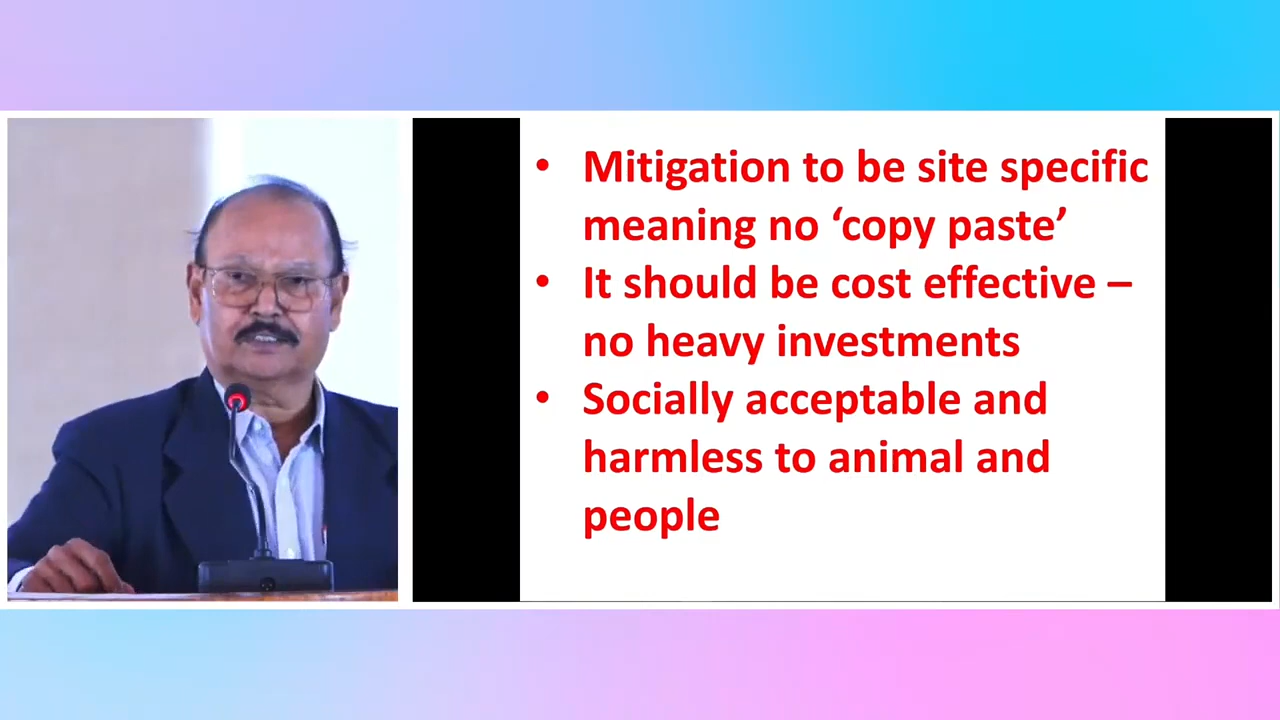 • Mitigation to be site specific
meaning no ‘copy paste’
• It should be cost effective –
no heavy investments
• Socially acceptable and
harmless to animal and
people